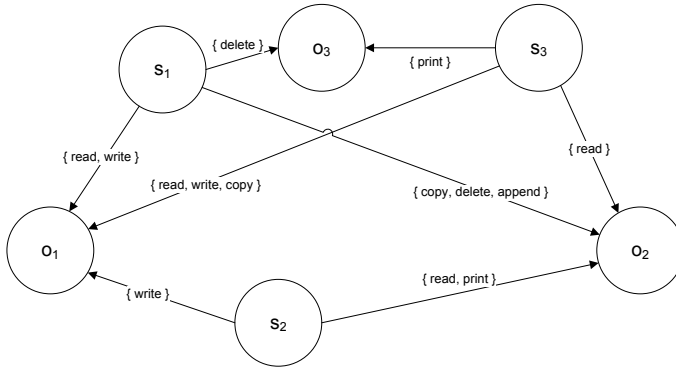 { delete }
o3
s3
s1
{ print }
{ read, write }
{ read }
{ read, write, copy }
{ copy, delete, append }
o1
o2
{ write }
{ read, print }
s2